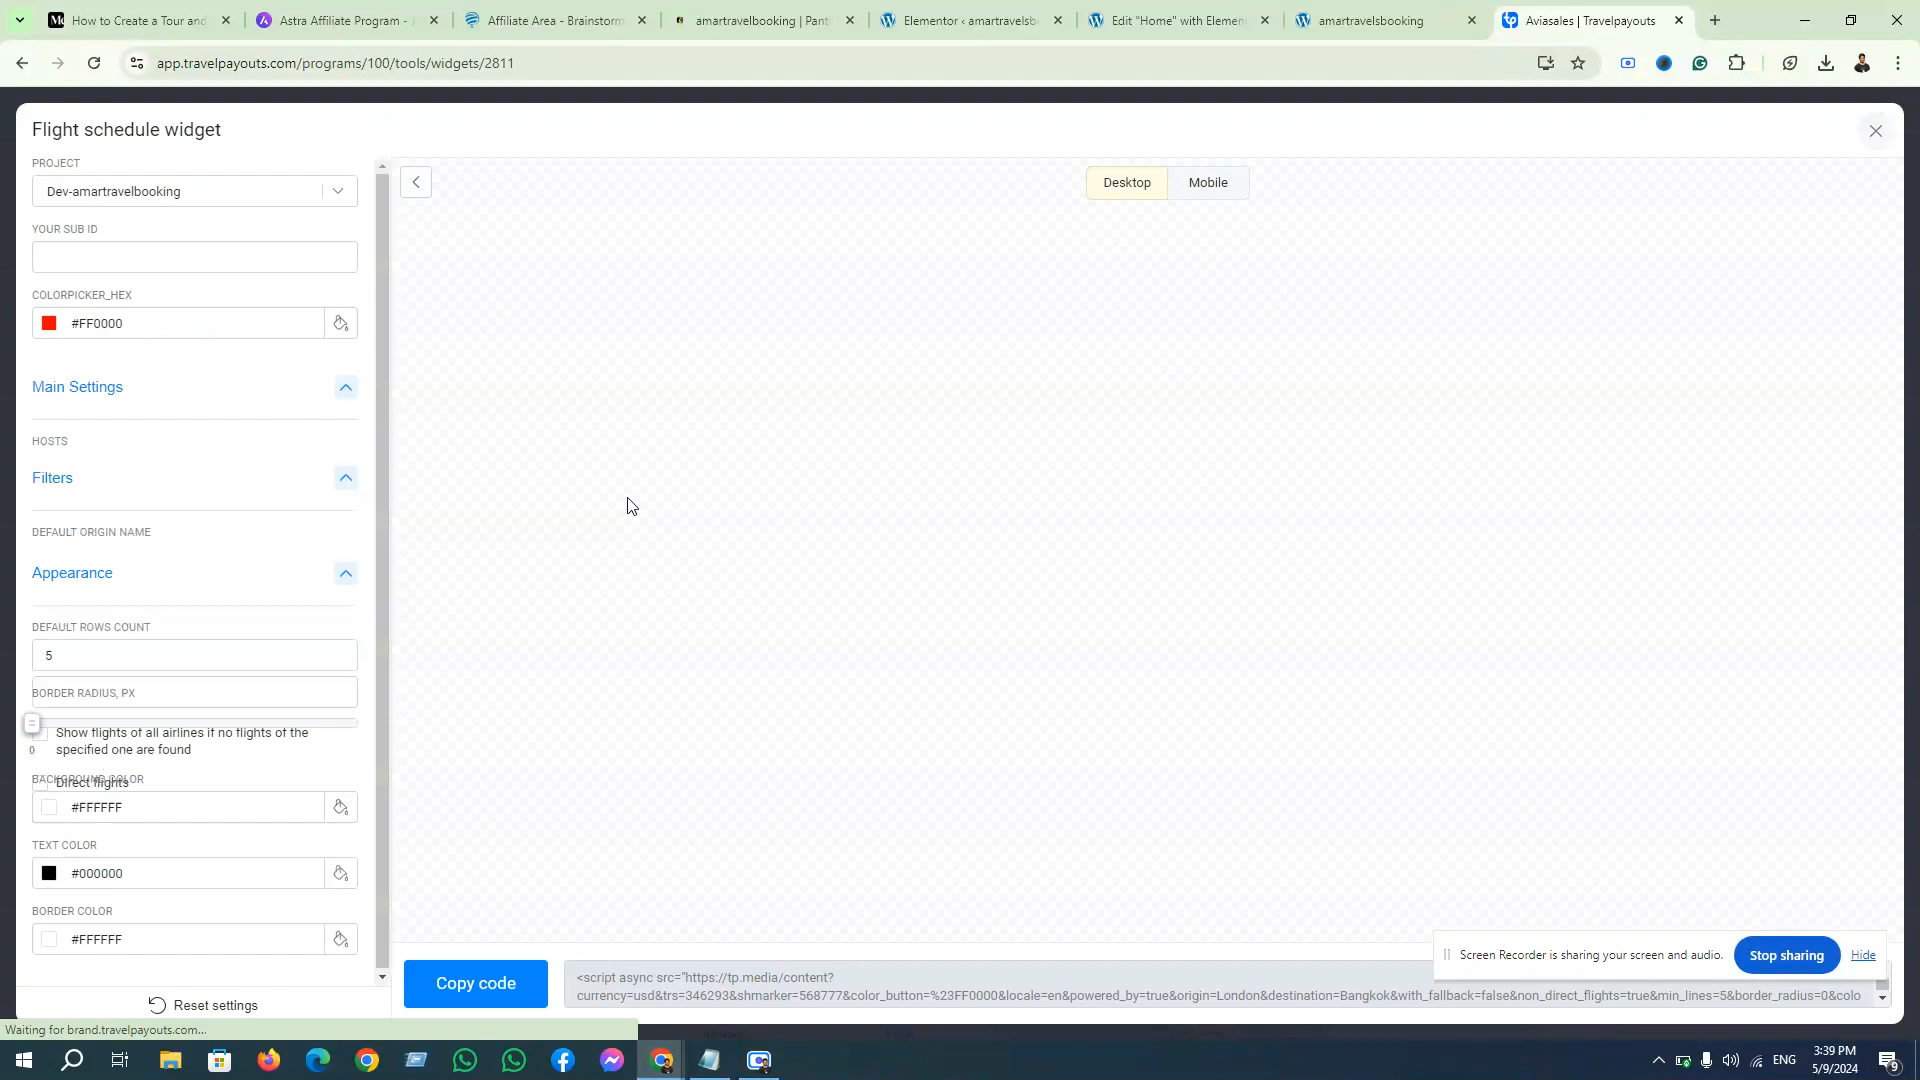 How to Create a Tour and
Astra Affiliate Program -
Affiliate Area - Brainstorm
amartravelbooking | Pant
Elementor ‹ amartravelsb
Edit "Home" with Elemen
amartravelsbooking
Aviasales | Travelpayouts
app.travelpayouts.com/programs/100/tools/widgets/2811
Flight schedule widget
PROJECT
Dev-amartravelbooking
YOUR SUB ID
COLORPICKER_HEX
#FF0000
Main Settings
HOSTS
Filters
DEFAULT ORIGIN NAME
Appearance
DEFAULT ROWS COUNT
5
BORDER RADIUS, PX
Show flights of all airlines if no flights of the
specified one are found
0
BACKGROUND COLOR
Direct flights
#FFFFFF
TEXT COLOR
#000000
BORDER COLOR
#FFFFFF
Reset settings
Desktop
Mobile
Copy code
<script async src="https://tp.media/content?
currency=usd&trs=346293&shmarker=568777&color_button=%23FF0000&locale=en&powered_by=true&origin=London&destination=Bangkok&with_fallback=false&non_direct_flights=true&min_lines=5&border_radius=0&colo
Screen Recorder is sharing your screen and audio.
Stop sharing
Hide
Waiting for brand.travelpayouts.com...
ENG
3:39 PM
5/9/2024
9